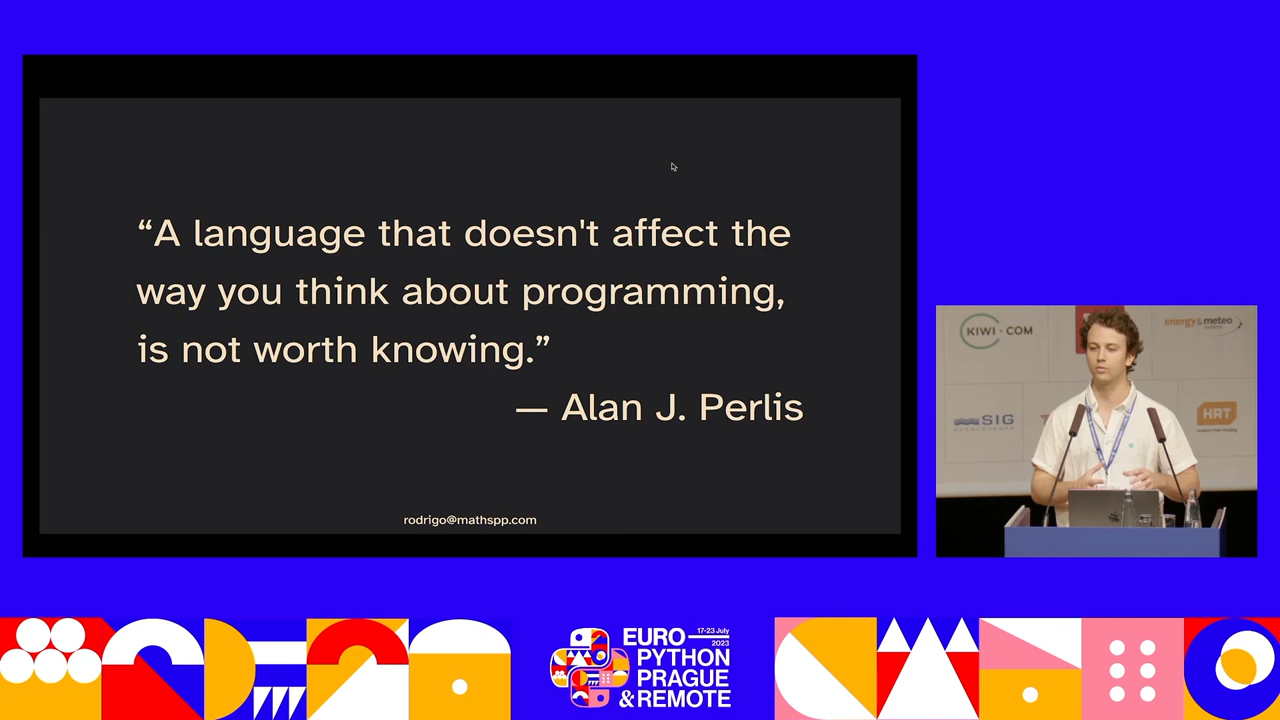 “A language that doesn't affect the
way you think about programming,
is not worth knowing.”
— Alan J. Perlis
rodrigo@mathspp.com
KIWI.COM
energy & meteo
SIG
HRT
17-23 July
2023
EURO
PYTHON
PRAGUE
& REMOTE